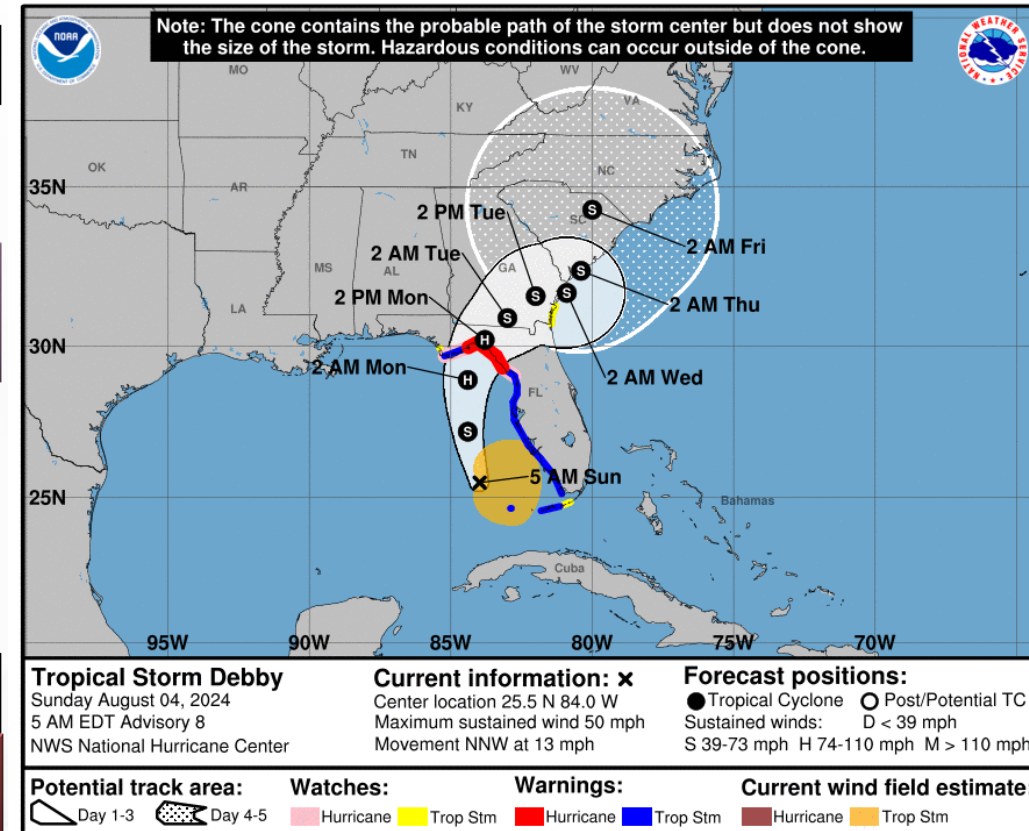 Note: The cone contains the probable path of the storm center but does not show
the size of the storm. Hazardous conditions can occur outside of the cone.
NOAA
NATIONAL WEATHER SERVICE
MO
WV
KY
VA
OK
TN
NC
AR
35N
2 PM Tue
S
SC
2 AM Fri
2 AM Tue
MS
AL
GA
S
2 PM Mon
S
S
2 AM Thu
LA
S
H
30N
2 AM Mon
H
2 AM Wed
FL
S
5 AM Sun
25N
Bahamas
Cuba
95W
90W
85W
80W
75W
70W
Tropical Storm Debby
Sunday August 04, 2024
5 AM EDT Advisory 8
NWS National Hurricane Center
Current information: x
Center location 25.5 N 84.0 W
Maximum sustained wind 50 mph
Movement NNW at 13 mph
Forecast positions:
Tropical Cyclone Post/Potential TC
Sustained winds: D < 39 mph
S 39-73 mph H 74-110 mph M > 110 mph
Potential track area:
Day 1-3 Day 4-5
Watches:
Hurricane Trop Stm
Warnings:
Hurricane Trop Stm
Current wind field estimate:
Hurricane Trop Stm